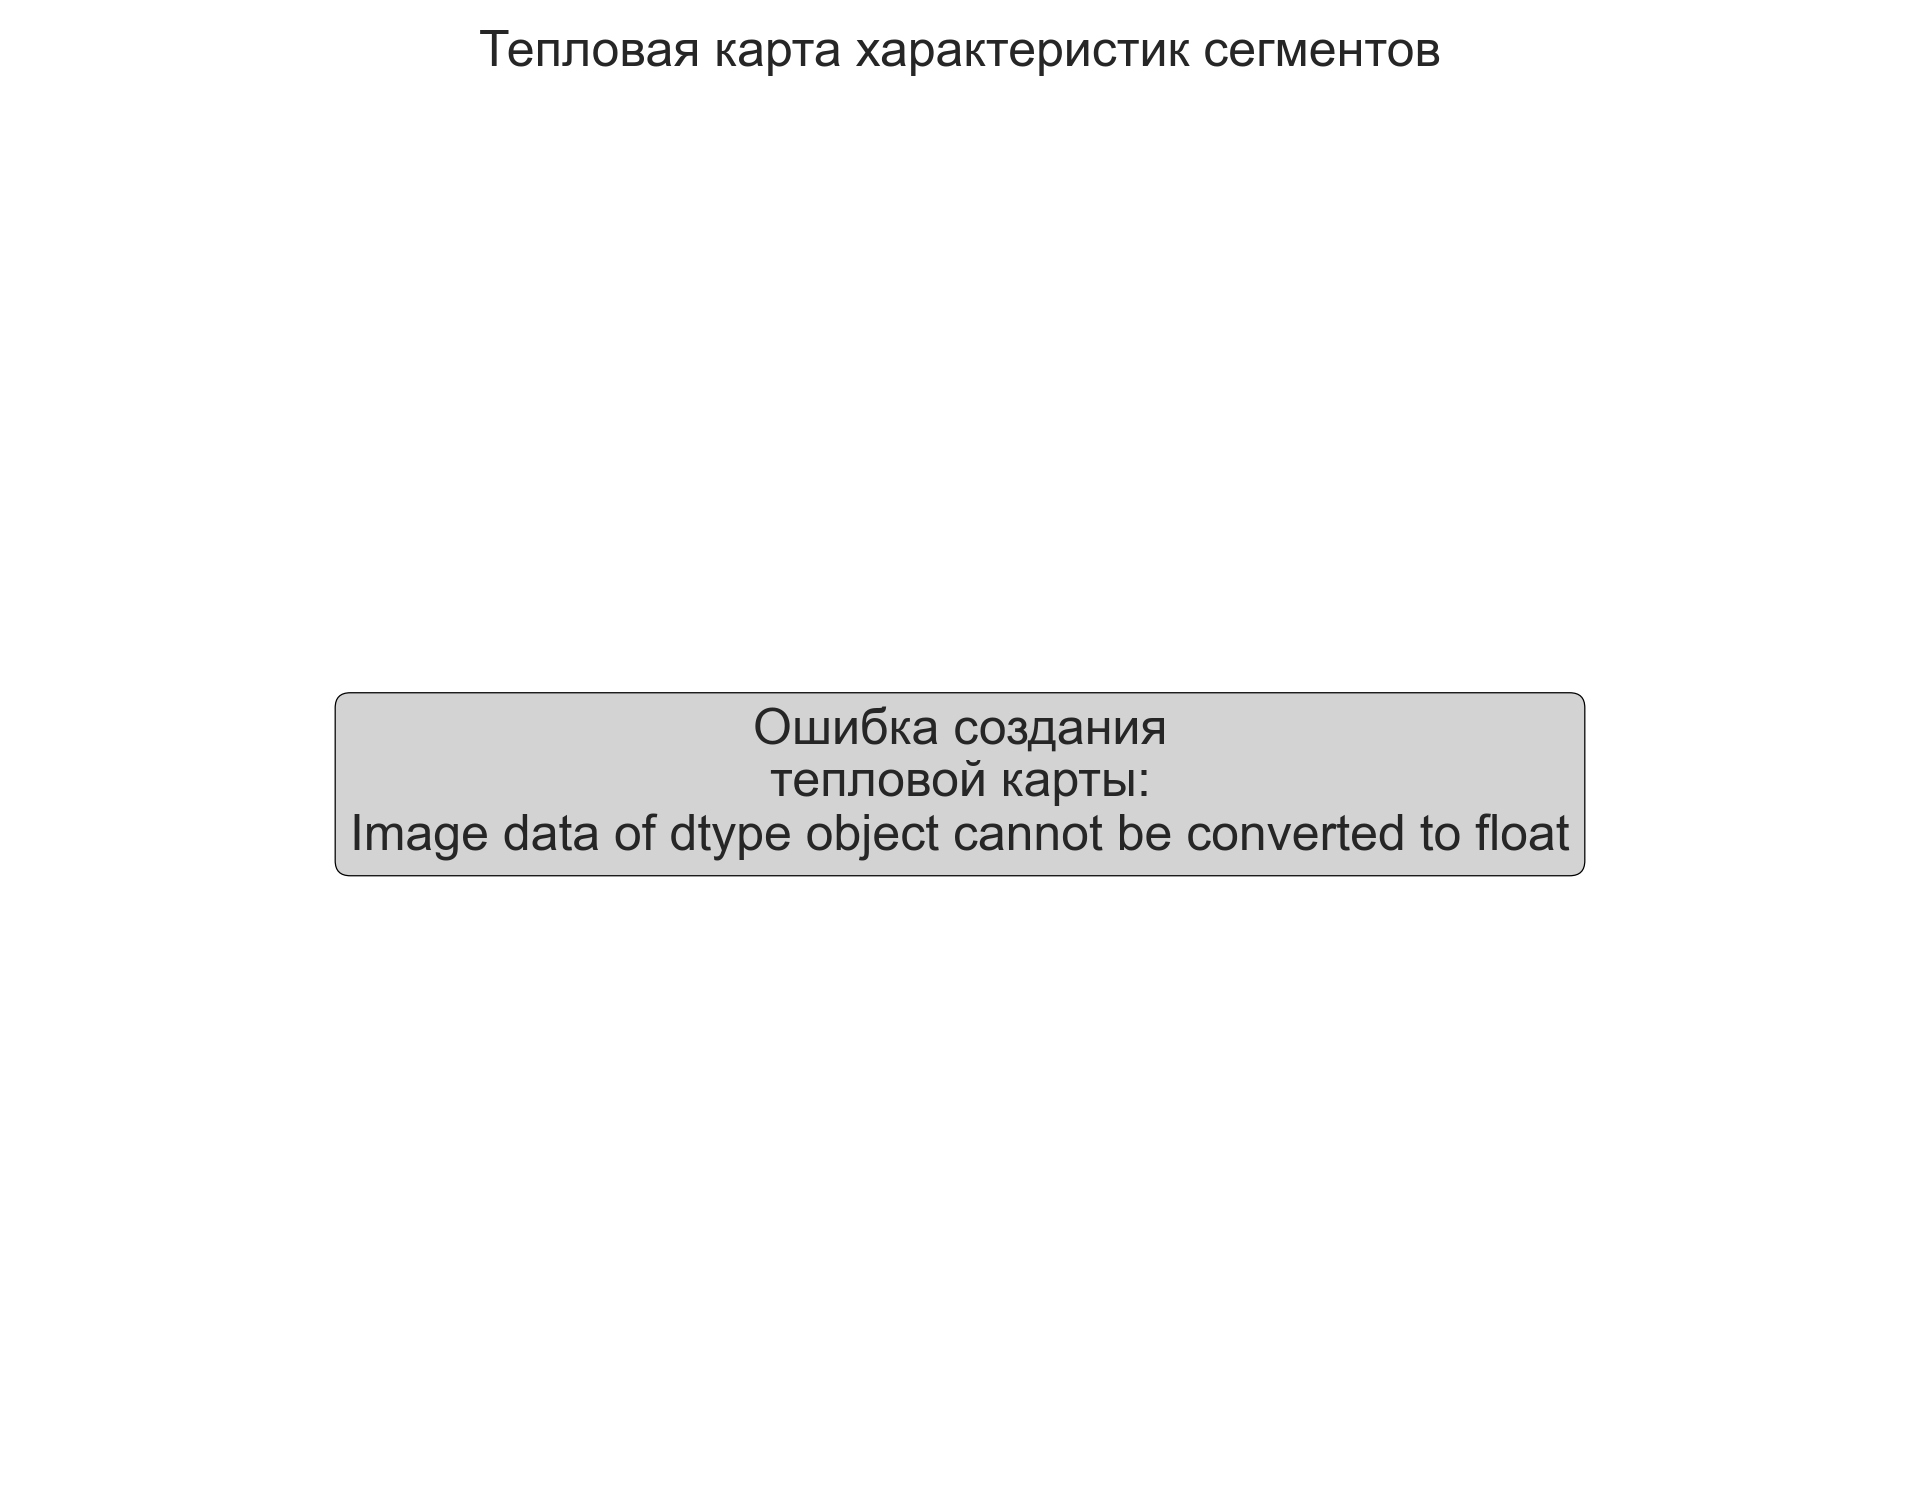 Тепловая карта характеристик сегментов
Ошибка создания
тепловой карты:
Image data of dtype object cannot be converted to float